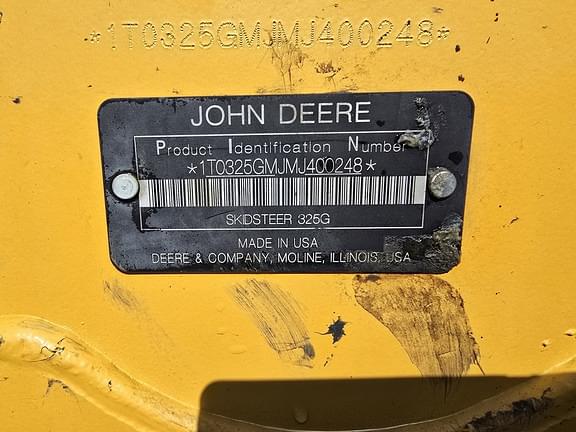 *1T0325GMJMJ400248*
JOHN DEERE
Product Identification Number
*1T0325GMJMJ400248*
SKIDSTEER 325G
MADE IN USA
DEERE & COMPANY, MOLINE, ILLINOIS, USA